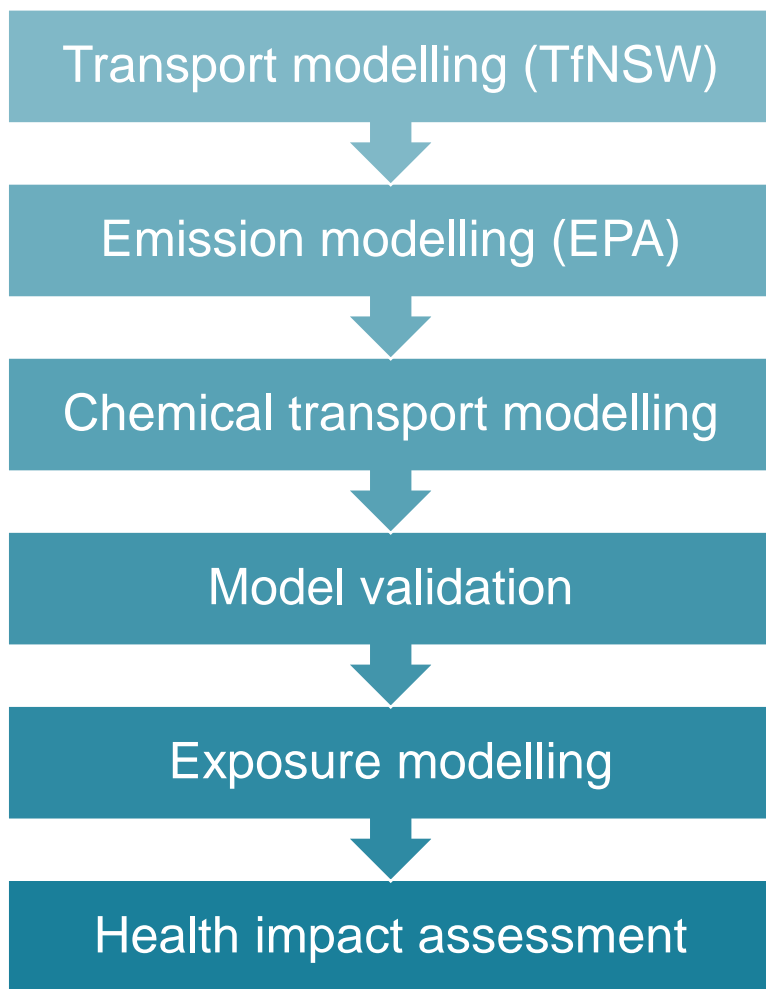 Transport modelling (TfNSW)
Emission modelling (EPA)
Chemical transport modelling
Model validation
Exposure modelling
Health impact assessment